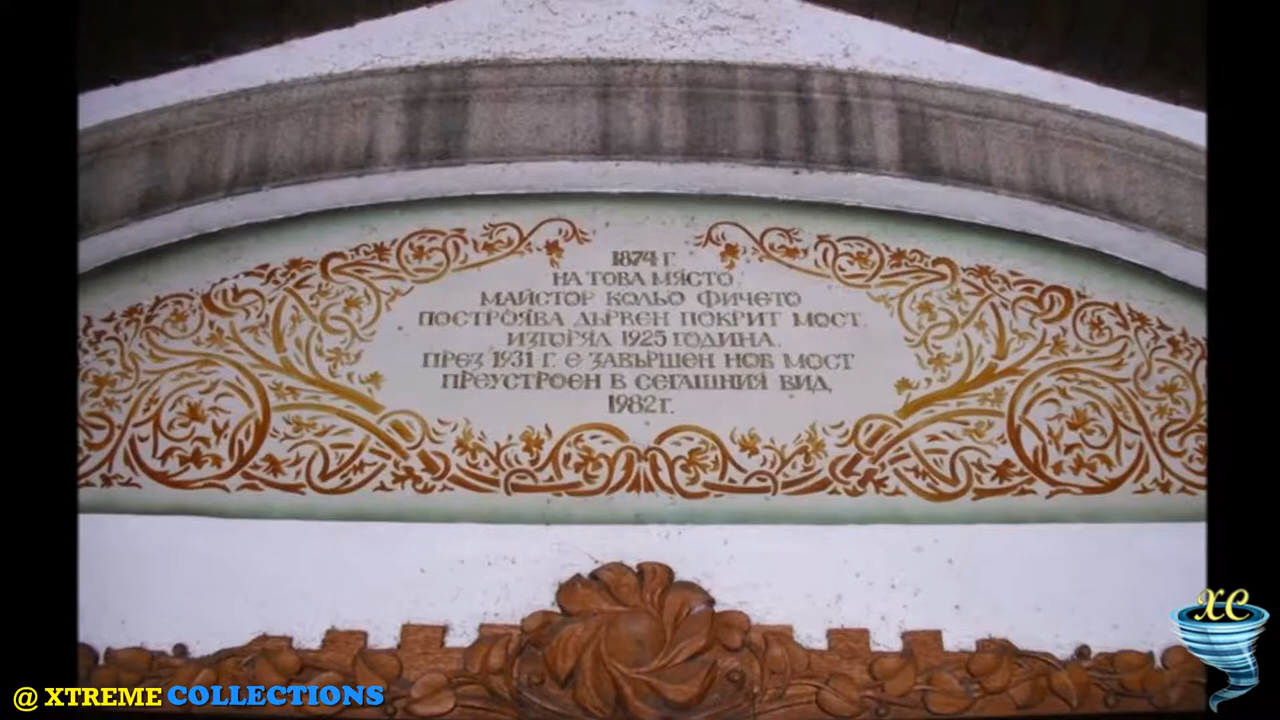 1874 Г.
НА ТОВА МЯСТО
МАЙСТОР КОЛЬО ФИЧЕТО
ПОСТРОЯВА ДЪРВЕН ПОКРИТ МОСТ
ИЗГОРЯЛ 1925 ГОДИНА.
ПРЕЗ 1931 Г. Е ЗАВЪРШЕН НОВ МОСТ
ПРЕУСТРОЕН В СЕГАШНИЯ ВИД,
1982 Г.
XC
@ XTREME COLLECTIONS